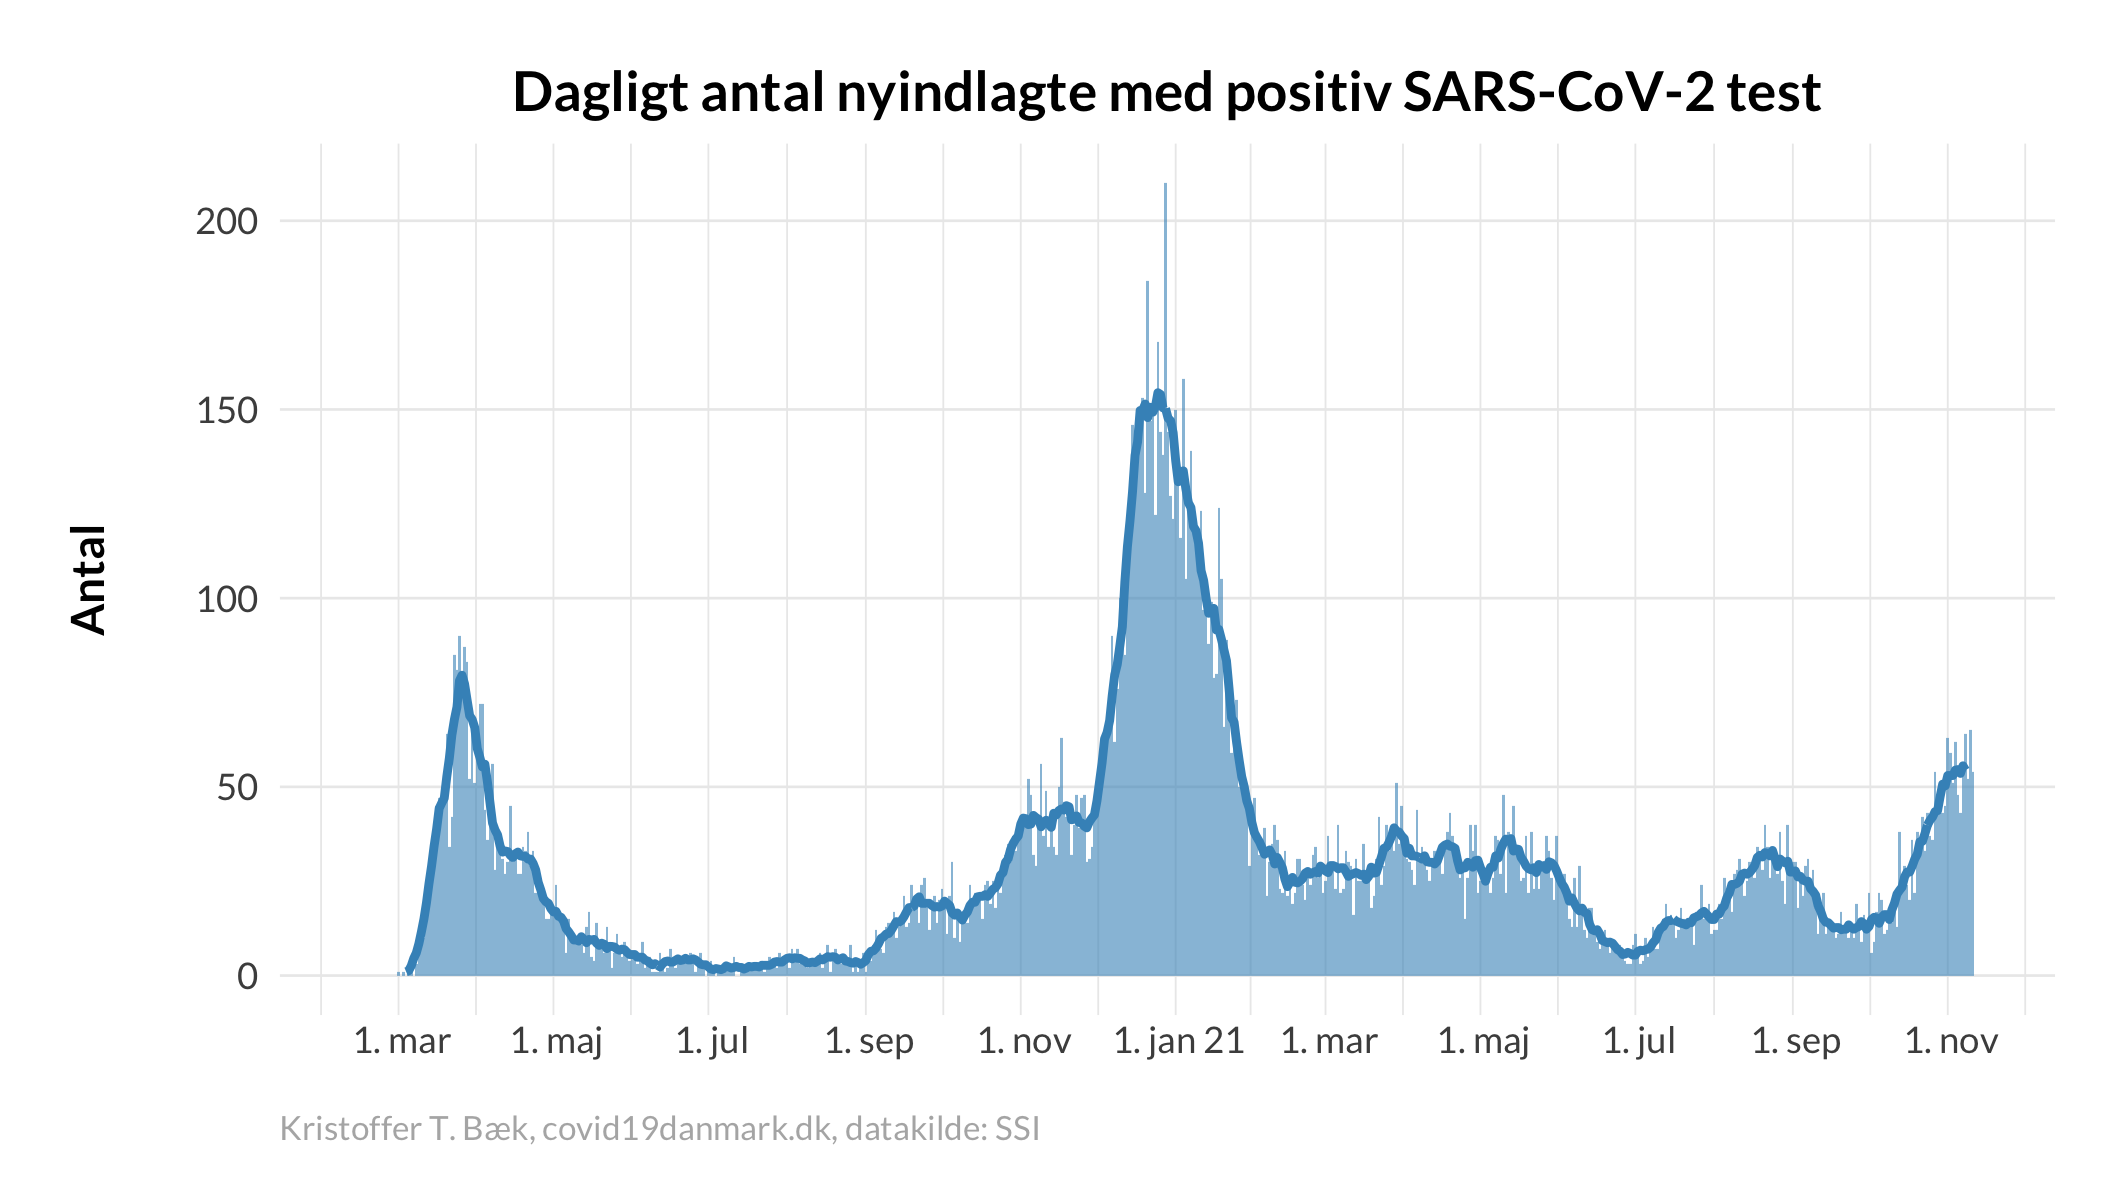 Dagligt antal nyindlagte med positiv SARS-CoV-2 test
Antal
200
150
100
50
0
1. mar 1. maj 1. jul 1. sep 1. nov 1. jan 21 1. mar 1. maj 1. jul 1. sep 1. nov
Kristoffer T. Bæk, covid19danmark.dk, datakilde: SSI